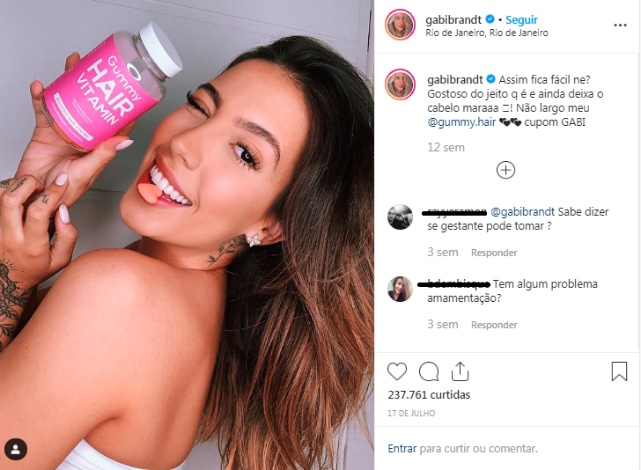 Gummy
HAIR
VITAMIN
gabibrandt • Seguir
Rio de Janeiro, Rio de Janeiro
gabibrandt Assim fica fácil ne?
Gostoso do jeito q é e ainda deixa o
cabelo maraaa □! Não largo meu
@gummy.hair 🖤🖤 cupom GABI
12 sem
@gabibrandt Sabe dizer
se gestante pode tomar ?
3 sem Responder
Tem algum problema
amamentação?
3 sem Responder
237.761 curtidas
17 DE JULHO
Entrar para curtir ou comentar.